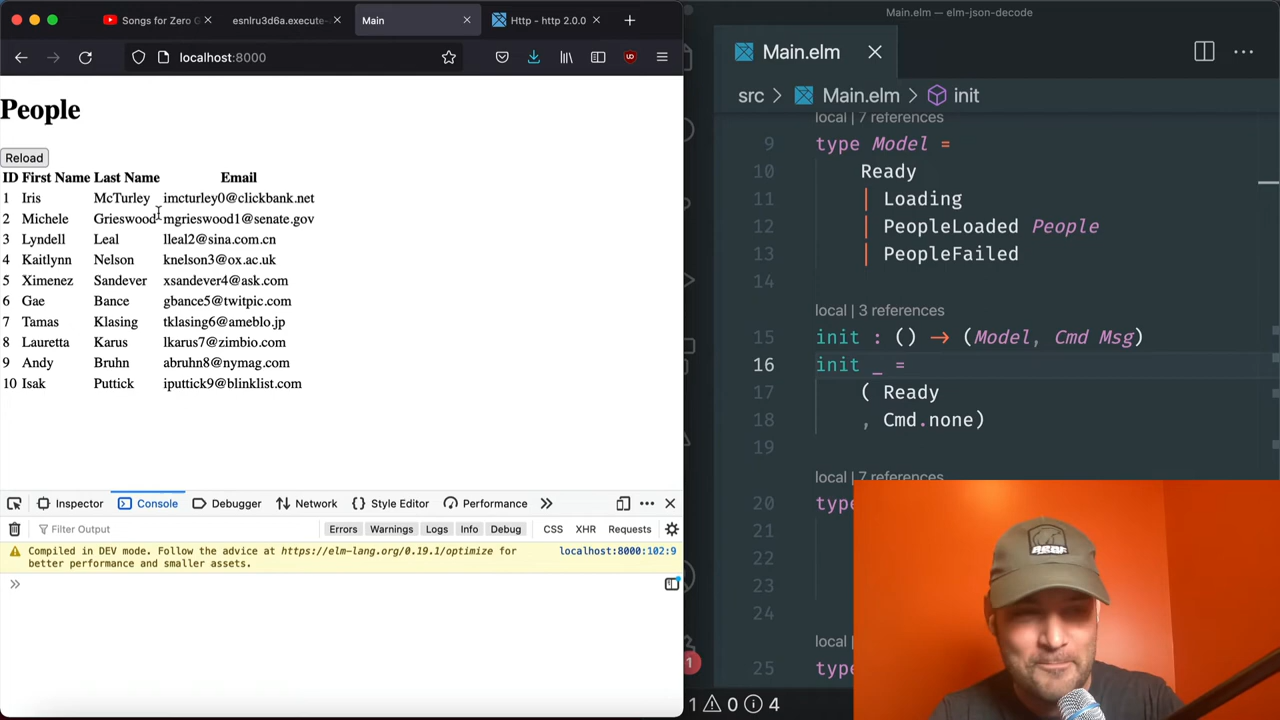 Songs for Zero G
esnlru3d6a.execute-
Main
Http - http 2.0.0
localhost:8000
People
Reload
ID First Name Last Name Email
1 Iris McTurley imcturley0@clickbank.net
2 Michele Grieswood mgrieswood1@senate.gov
3 Lyndell Leal lleal2@sina.com.cn
4 Kaitlynn Nelson knelson3@ox.ac.uk
5 Ximenez Sandever xsandever4@ask.com
6 Gae Bance gbance5@twitpic.com
7 Tamas Klasing tklasing6@ameblo.jp
8 Lauretta Karus lkarus7@zimbio.com
9 Andy Bruhn abruhn8@nymag.com
10 Isak Puttick iputtick9@blinklist.com
Inspector Console Debugger Network Style Editor Performance
Filter Output Errors Warnings Logs Info Debug CSS XHR Requests
Compiled in DEV mode. Follow the advice at https://elm-lang.org/0.19.1/optimize for localhost:8000:102:9
better performance and smaller assets.
Main.elm — elm-json-decode
Main.elm
src > Main.elm > init
local | 7 references
9 type Model =
10 Ready
11 | Loading
12 | PeopleLoaded People
13 | PeopleFailed
14
local | 3 references
15 init : () → (Model, Cmd Msg)
16 init _ =
17 ( Ready
18 , Cmd.none)
19
local | 7 references
20 type
21
22
23
24
local |
25 type
1
1 0 4